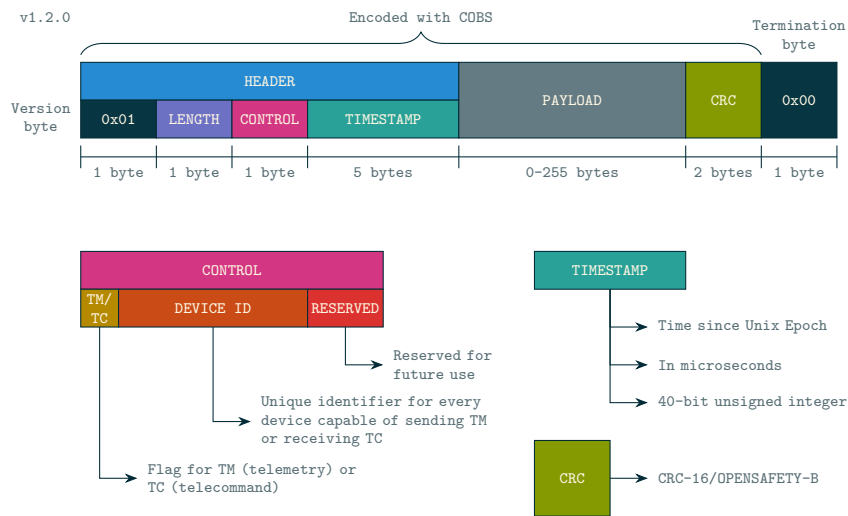 v1.2.0
Encoded with COBS
Termination
byte
HEADER
Version
byte
0x01
LENGTH
CONTROL
TIMESTAMP
PAYLOAD
CRC
0x00
1 byte
1 byte
1 byte
5 bytes
0-255 bytes
2 bytes
1 byte
CONTROL
TM/
TC
DEVICE ID
RESERVED
Reserved for
future use
Unique identifier for every
device capable of sending TM
or receiving TC
Flag for TM (telemetry) or
TC (telecommand)
TIMESTAMP
Time since Unix Epoch
In microseconds
40-bit unsigned integer
CRC
CRC-16/OPENSAFETY-B